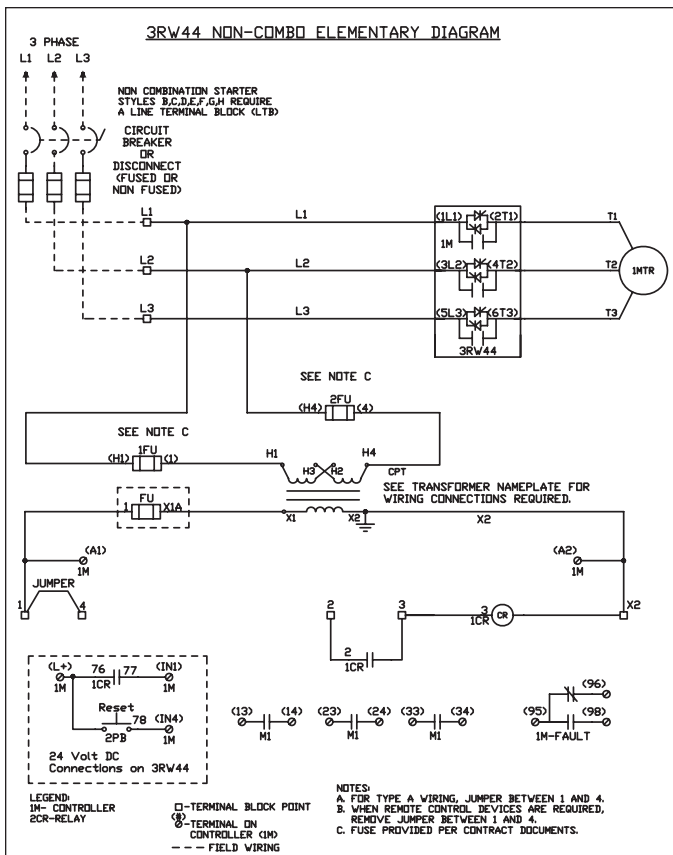 3RW44 NON-COMBO ELEMENTARY DIAGRAM
3 PHASE
L1 L2 L3
NON COMBINATION STARTER
STYLES B,C,D,E,F,G,H REQUIRE
A LINE TERMINAL BLOCK (LTB)
CIRCUIT
BREAKER
OR
DISCONNECT
(FUSED OR
NON FUSED)
L1 L1 (1L1) (2T1) T1
1M
L2 L2 (3L2) (4T2) T2 1MTR
L3 L3 (5L3) (6T3) T3
3RW44
SEE NOTE C
2FU
(H4) (4)
SEE NOTE C
1FU
(H1) (1) H1 H3 H2 H4 CPT
SEE TRANSFORMER NAMEPLATE FOR
WIRING CONNECTIONS REQUIRED.
FU
1 X1A X1 X2 X2
(A1) (A2)
1M 1M
JUMPER
1 4 2 3 3 CR X2
1CR
2
1CR
(L+) 76 77 (IN1)
1M 1CR 1M
Reset
78 (IN4)
2PB 1M
24 Volt DC
Connections on 3RW44
(13) (14) (23) (24) (33) (34)
M1 M1 M1
(96)
(95) (98)
1M-FAULT
LEGEND:
1M- CONTROLLER
2CR-RELAY
-TERMINAL BLOCK POINT
(#)
-TERMINAL ON
CONTROLLER (1M)
--- FIELD WIRING
NOTES:
A. FOR TYPE A WIRING, JUMPER BETWEEN 1 AND 4.
B. WHEN REMOTE CONTROL DEVICES ARE REQUIRED,
REMOVE JUMPER BETWEEN 1 AND 4.
C. FUSE PROVIDED PER CONTRACT DOCUMENTS.